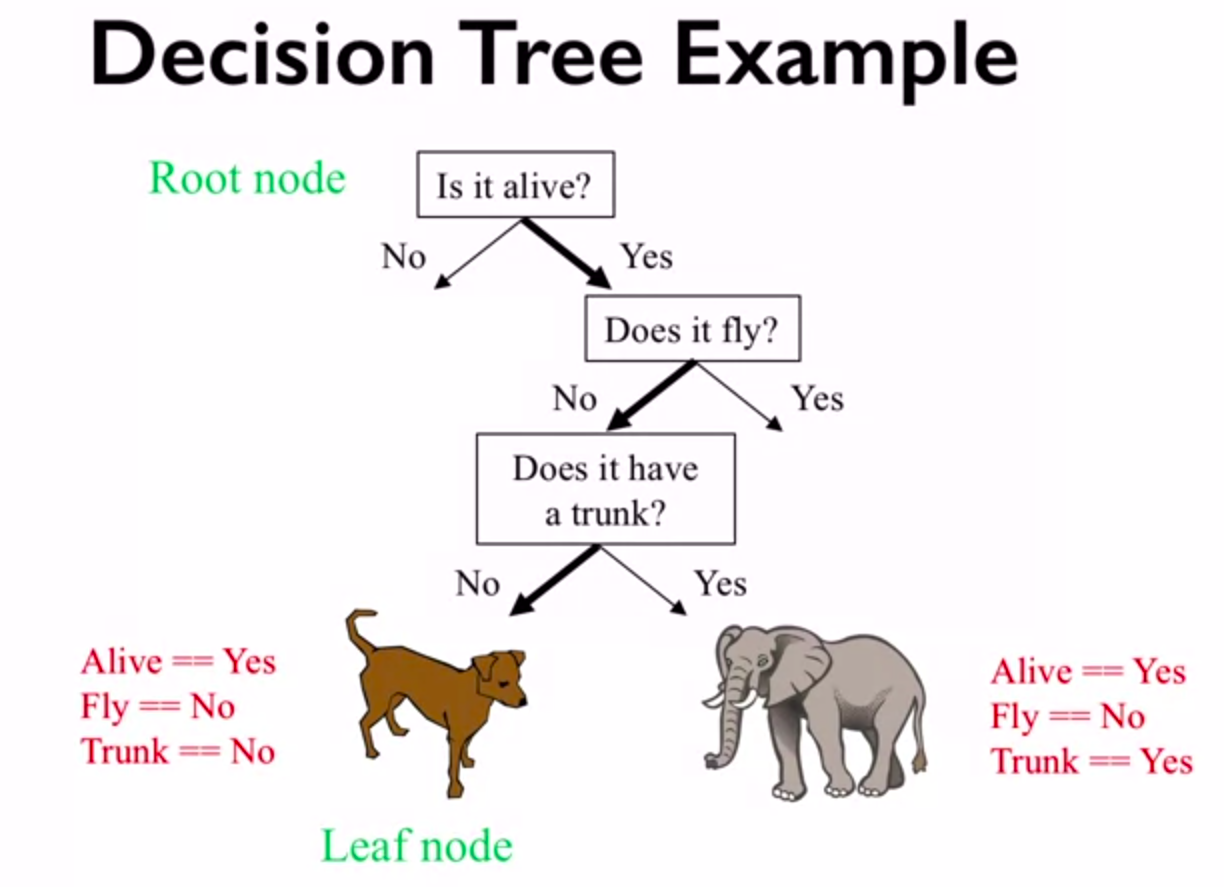 Decision Tree Example
Root node
Is it alive?
No
Yes
Does it fly?
No
Yes
Does it have
a trunk?
No
Yes
Alive == Yes
Fly == No
Trunk == No
Alive == Yes
Fly == No
Trunk == Yes
Leaf node